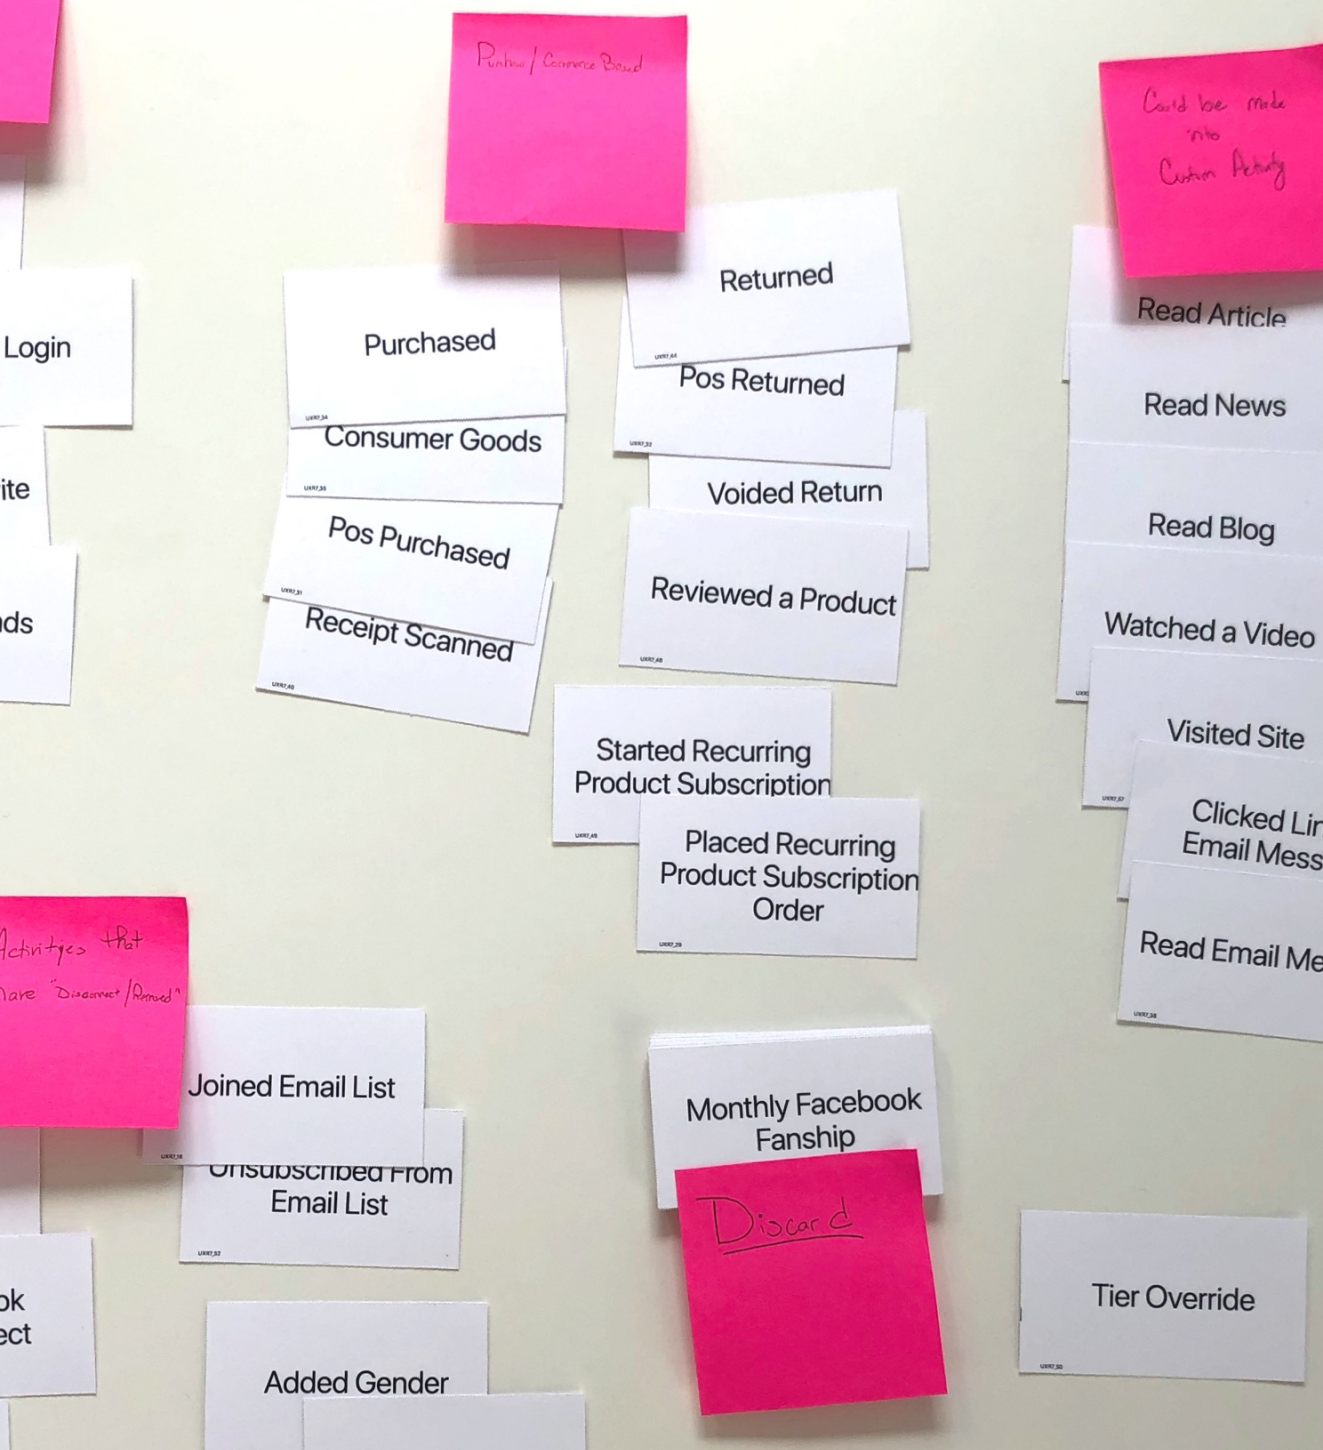 Purchase/Commerce Based
Could be made
into
Custom Activity
Login
ite
ds
Purchased
Consumer Goods
Pos Purchased
Receipt Scanned
Returned
Pos Returned
Voided Return
Reviewed a Product
Started Recurring
Product Subscription
Placed Recurring
Product Subscription
Order
Read Article
Read News
Read Blog
Watched a Video
Visited Site
Clicked Lin
Email Mess
Read Email Me
Activities that
have "Disconnect/Removed"
Joined Email List
Unsubscribed From
Email List
ok
ect
Added Gender
Monthly Facebook
Fanship
Discard
Tier Override